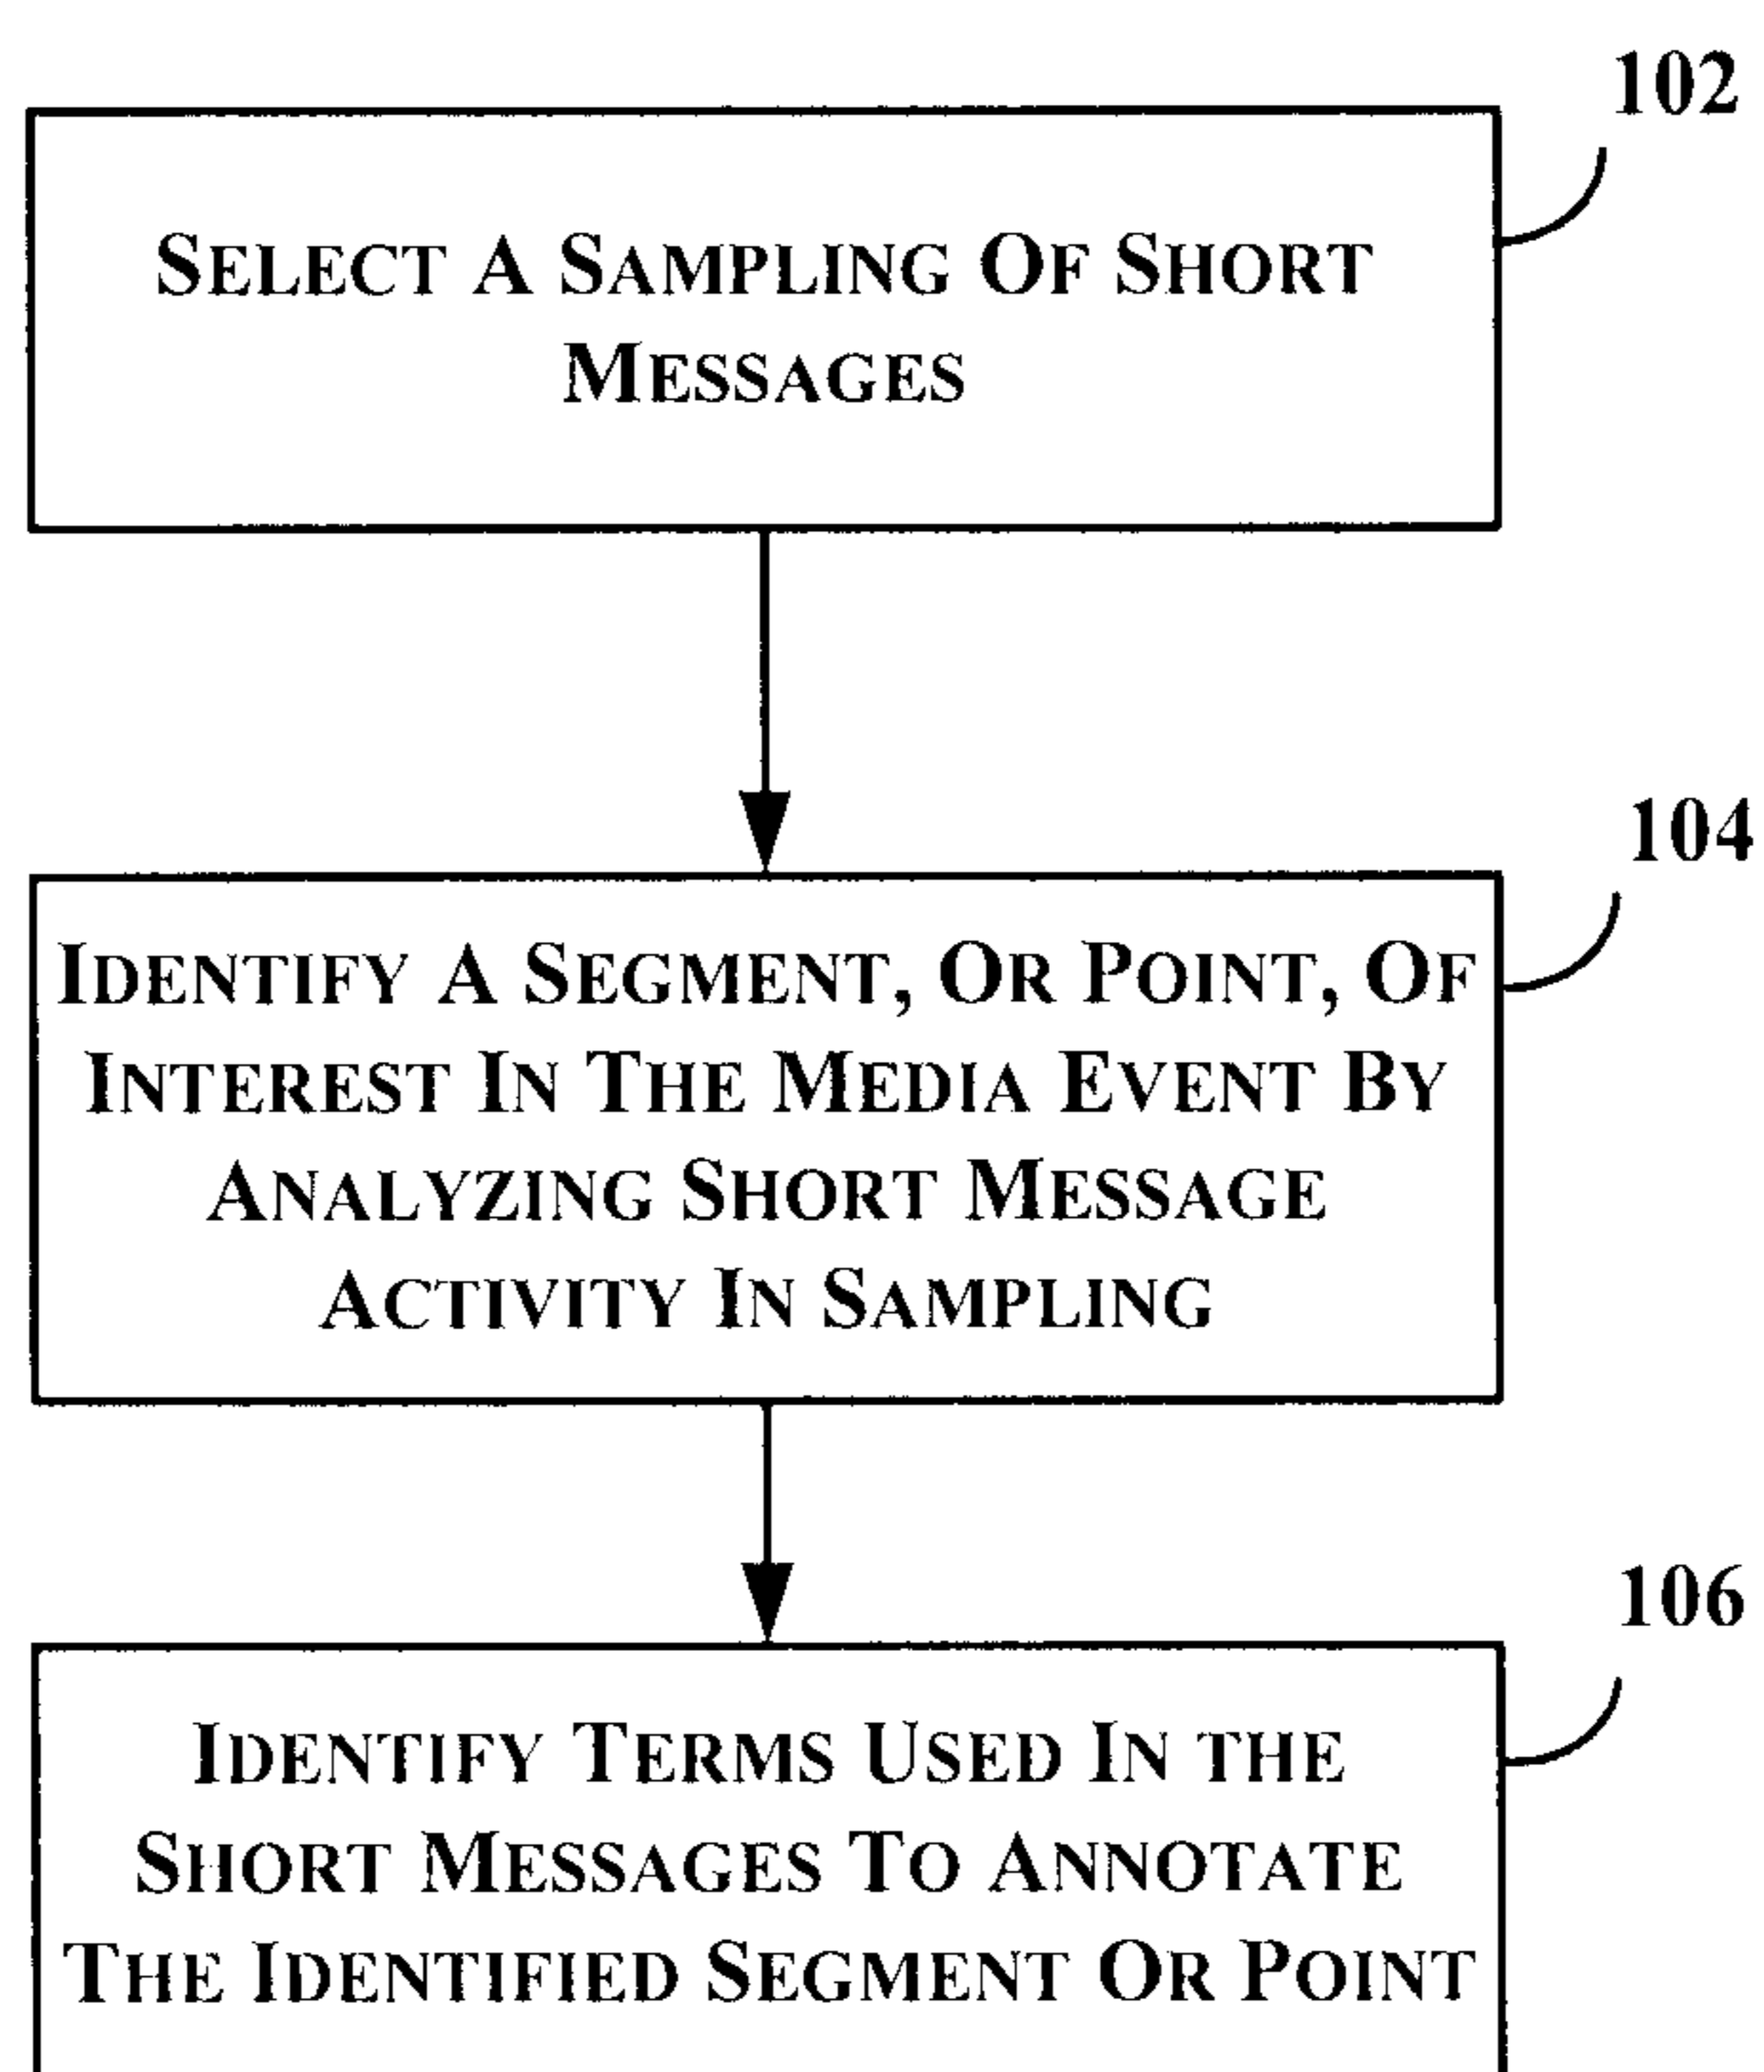 102
SELECT A SAMPLING OF SHORT
MESSAGES
104
IDENTIFY A SEGMENT, OR POINT, OF
INTEREST IN THE MEDIA EVENT BY
ANALYZING SHORT MESSAGE
ACTIVITY IN SAMPLING
106
IDENTIFY TERMS USED IN THE
SHORT MESSAGES TO ANNOTATE
THE IDENTIFIED SEGMENT OR POINT